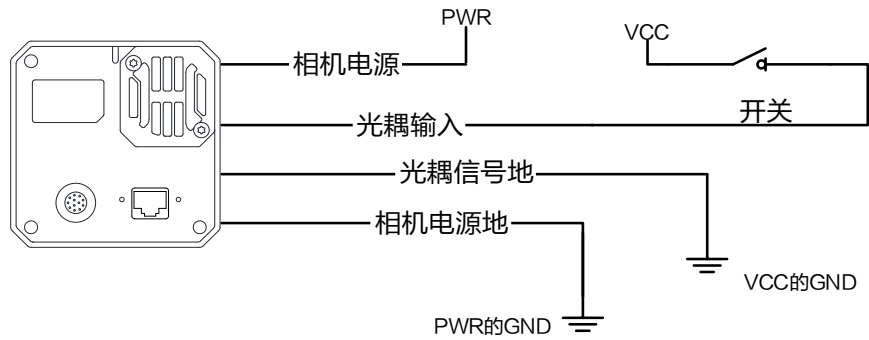 PWR
VCC
相机电源
开关
光耦输入
光耦信号地
相机电源地
VCC的GND
PWR的GND